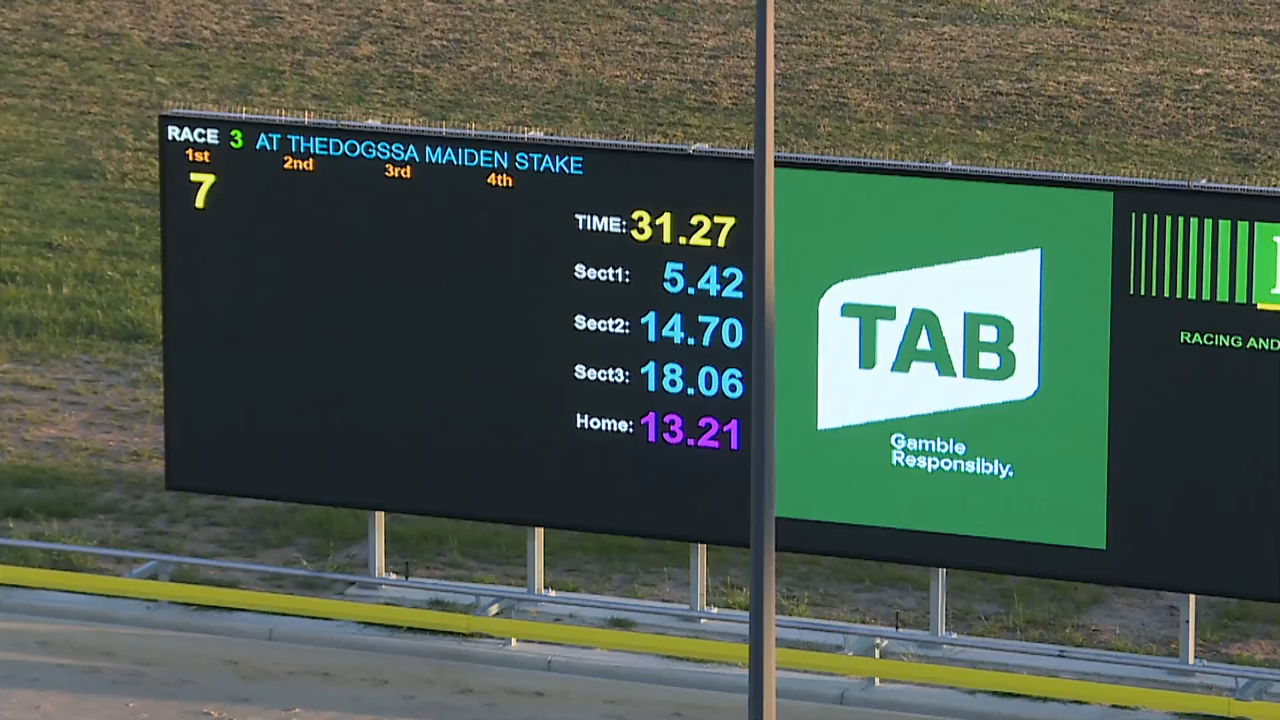 RACE 3 AT THEDOGSSA MAIDEN STAKE
1st 2nd 3rd 4th
7
TIME: 31.27
Sect1: 5.42
Sect2: 14.70
Sect3: 18.06
Home: 13.21
TAB
Gamble
Responsibly.
RACING AND